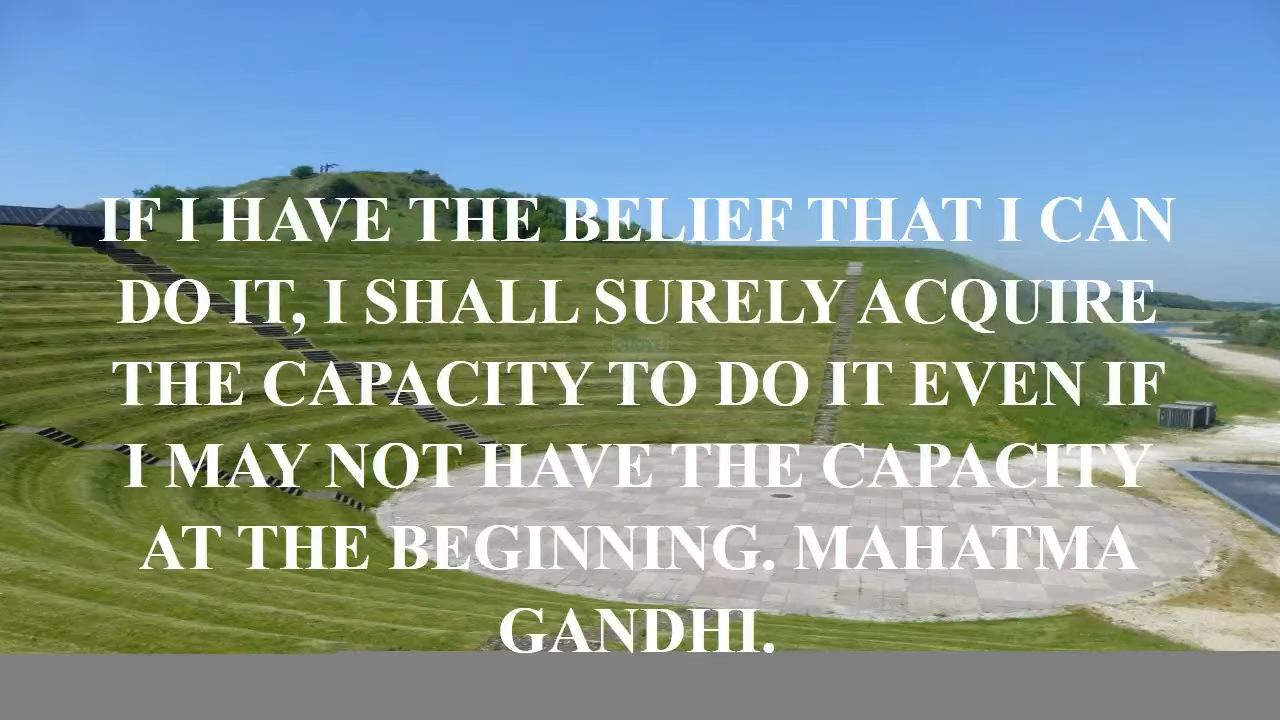 IF I HAVE THE BELIEF THAT I CAN
DO IT, I SHALL SURELY ACQUIRE
THE CAPACITY TO DO IT EVEN IF
I MAY NOT HAVE THE CAPACITY
AT THE BEGINNING. MAHATMA
GANDHI.